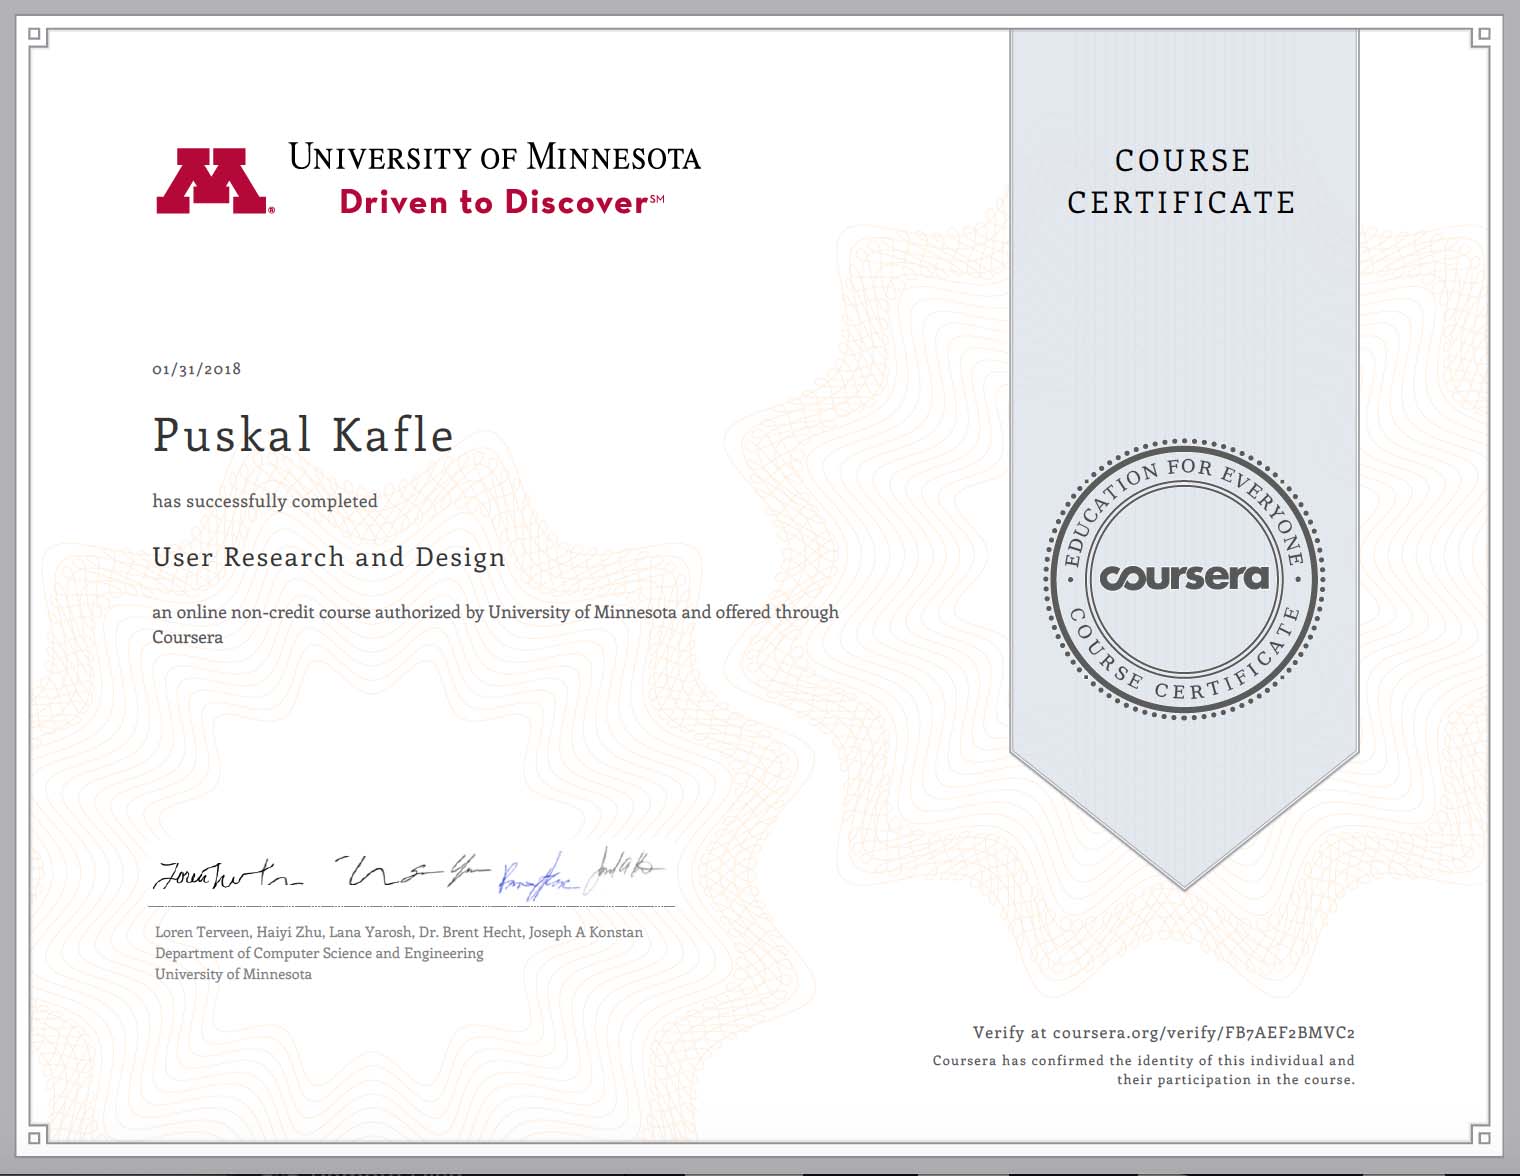 UNIVERSITY OF MINNESOTA
Driven to Discover℠
COURSE
CERTIFICATE
01/31/2018
Puskal Kafle
has successfully completed
User Research and Design
an online non-credit course authorized by University of Minnesota and offered through
Coursera
EDUCATION FOR EVERYONE
coursera
COURSE CERTIFICATE
Loren Terveen, Haiyi Zhu, Lana Yarosh, Dr. Brent Hecht, Joseph A Konstan
Department of Computer Science and Engineering
University of Minnesota
Verify at coursera.org/verify/FB7AEF2BMVC2
Coursera has confirmed the identity of this individual and
their participation in the course.